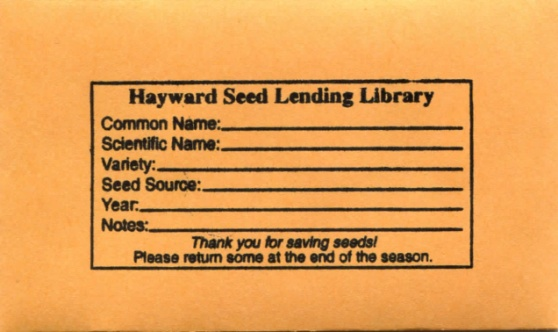 Hayward Seed Lending Library
Common Name:
Scientific Name:
Variety:
Seed Source:
Year:
Notes:
Thank you for saving seeds!
Please return some at the end of the season.